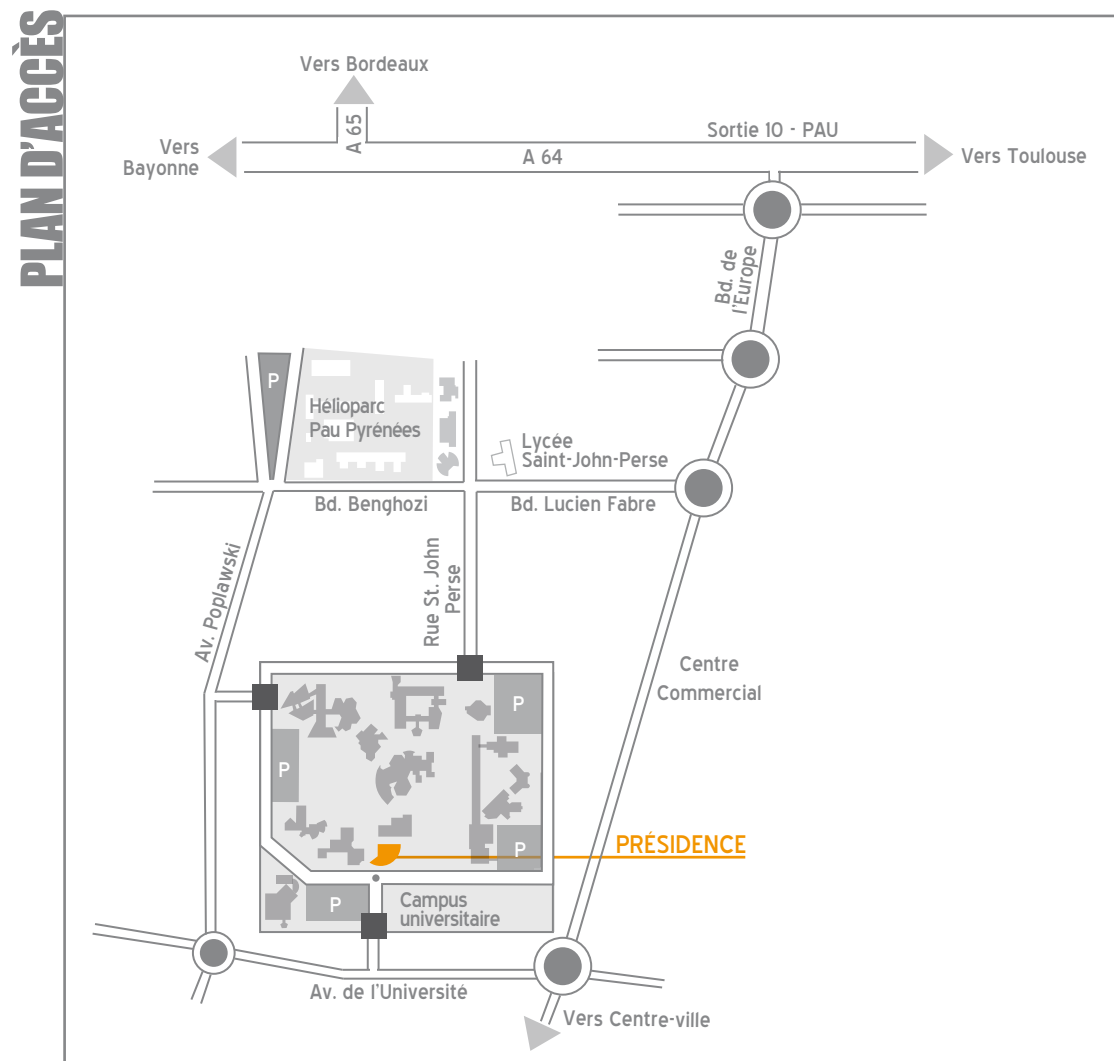 PLAN D'ACCÈS
Vers Bordeaux
A 65
Sortie 10 - PAU
Vers
Bayonne
A 64
Vers Toulouse
Bd. de
l'Europe
P
Hélioparc
Pau Pyrénées
Lycée
Saint-John-Perse
Bd. Benghozi
Bd. Lucien Fabre
Av. Poplawski
Rue St. John
Perse
Centre
Commercial
P
P
PRÉSIDENCE
P
P
Campus
universitaire
Av. de l'Université
Vers Centre-ville